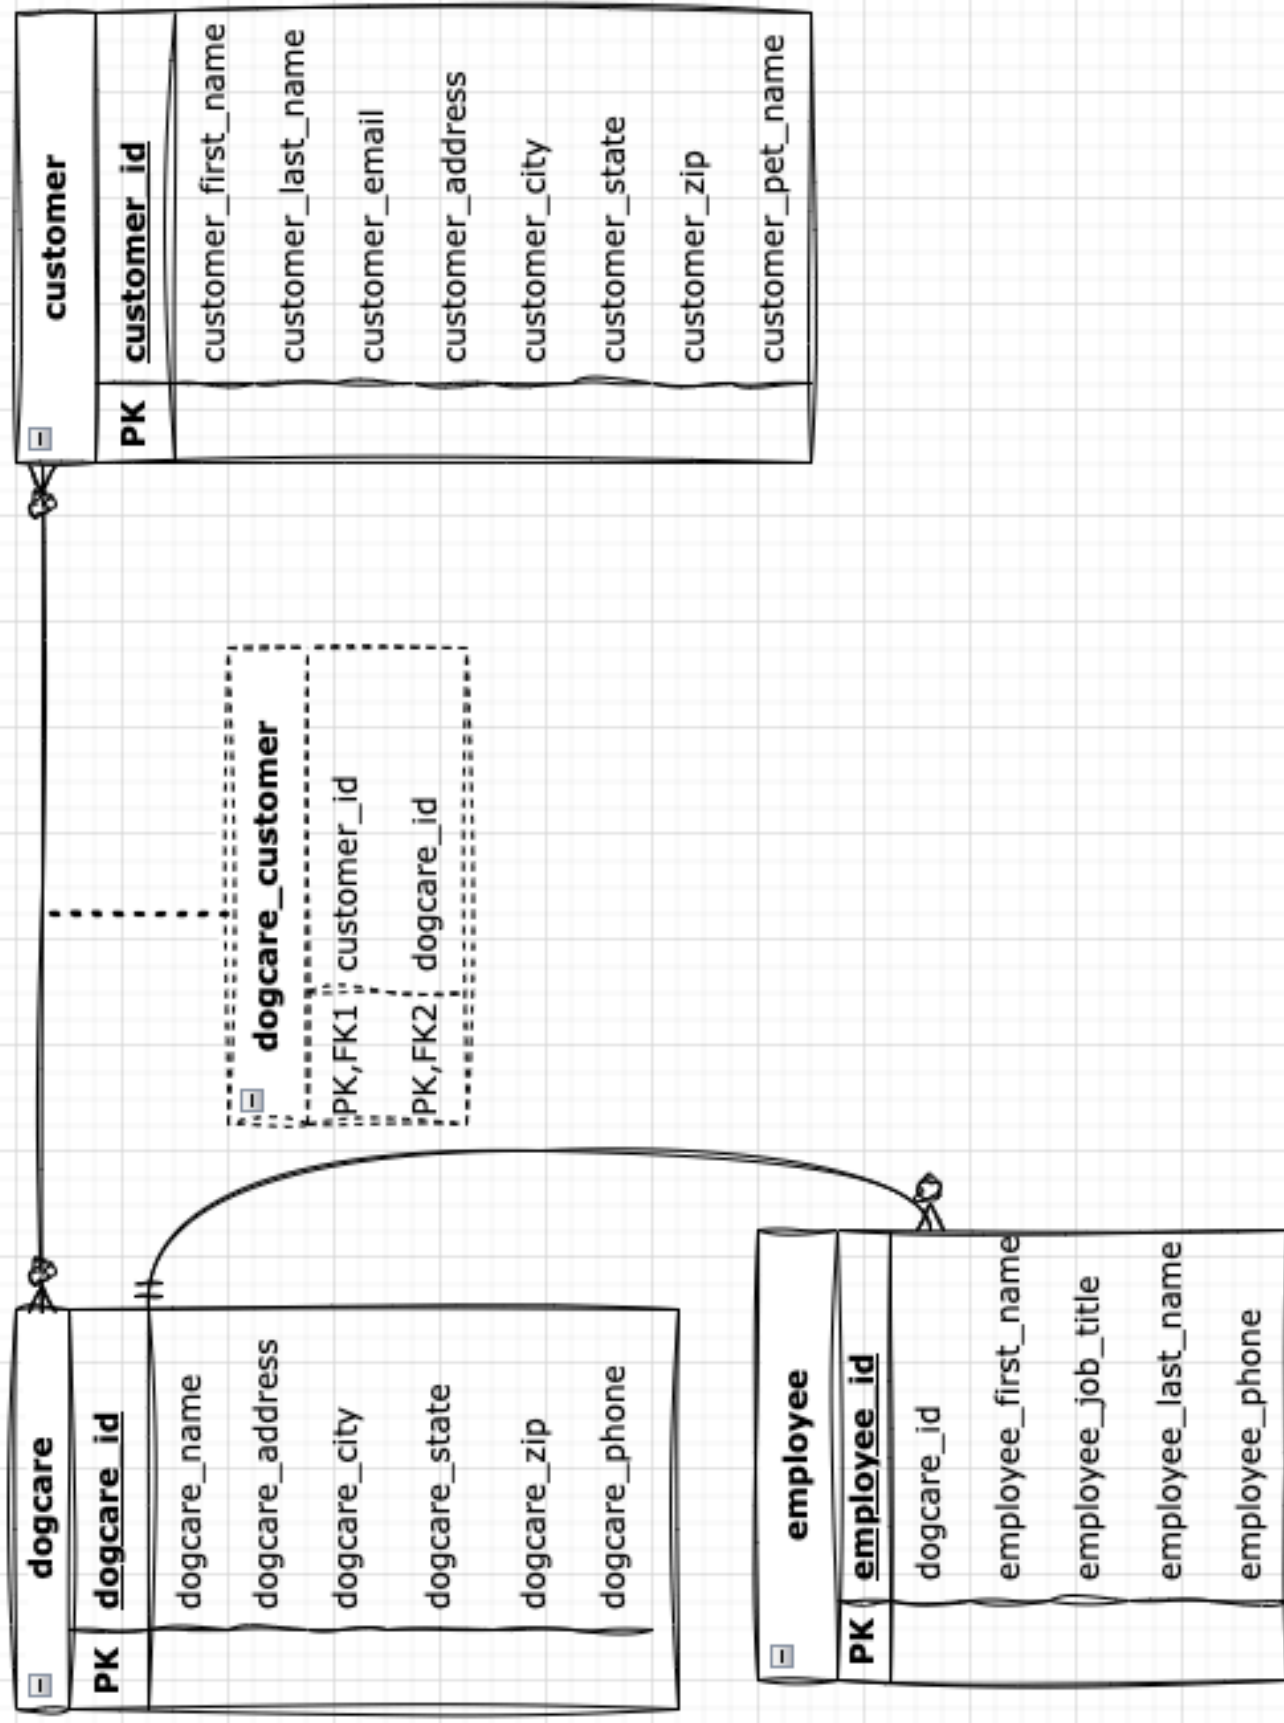 dogcare
PK dogcare_id
dogcare_name
dogcare_address
dogcare_city
dogcare_state
dogcare_zip
dogcare_phone
dogcare_customer
PK,FK1 customer_id
PK,FK2 dogcare_id
customer
PK customer_id
customer_first_name
customer_last_name
customer_email
customer_address
customer_city
customer_state
customer_zip
customer_pet_name
employee
PK employee_id
dogcare_id
employee_first_name
employee_job_title
employee_last_name
employee_phone